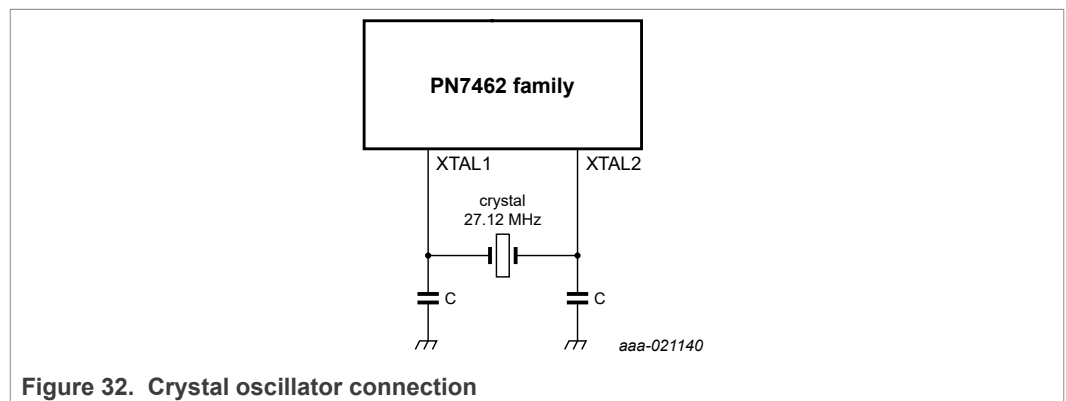 PN7462 family
XTAL1
XTAL2
crystal
27.12 MHz
C
C
aaa-021140
Figure 32. Crystal oscillator connection